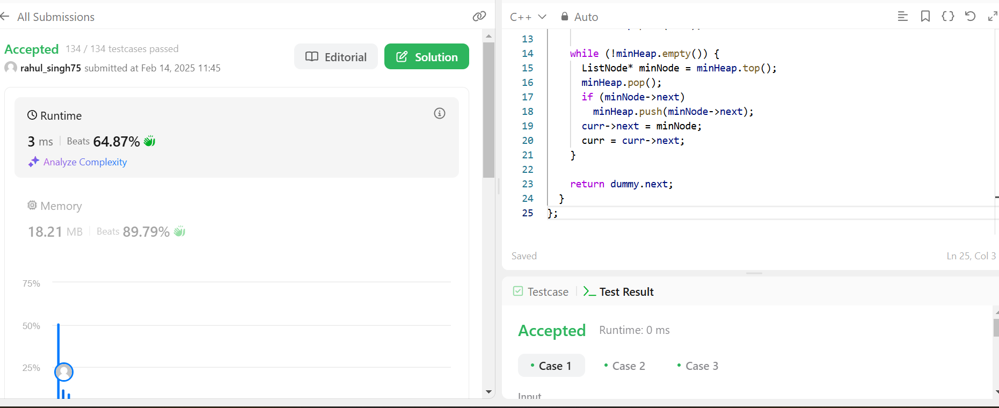 All Submissions
Accepted 134 / 134 testcases passed
rahul_singh75 submitted at Feb 14, 2025 11:45
Editorial
Solution
Runtime
3 ms | Beats 64.87%
Analyze Complexity
Memory
18.21 MB | Beats 89.79%
75%
50%
25%
C++ Auto
13
14 while (!minHeap.empty()) {
15 ListNode* minNode = minHeap.top();
16 minHeap.pop();
17 if (minNode->next)
18 minHeap.push(minNode->next);
19 curr->next = minNode;
20 curr = curr->next;
21 }
22
23 return dummy.next;
24 }
25 };
Saved
Ln 25, Col 3
Testcase | >_ Test Result
Accepted Runtime: 0 ms
• Case 1 • Case 2 • Case 3
Input